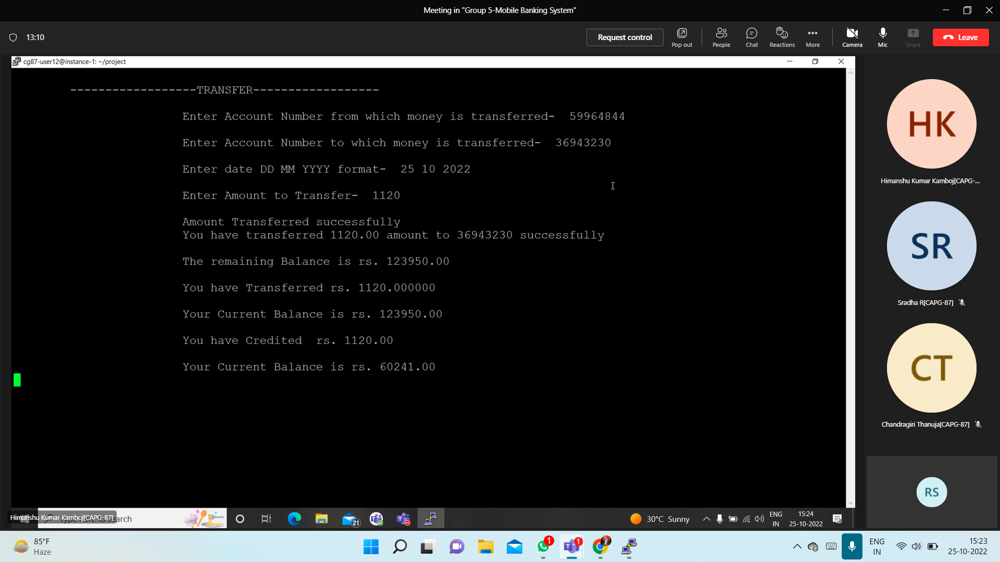 Meeting in "Group 5-Mobile Banking System"
13:10
Request control
Pop out
People
Chat
Reactions
More
Camera
Mic
Share
Leave
cg87-user12@instance-1: ~/project
------------------TRANSFER------------------
Enter Account Number from which money is transferred- 59964844
Enter Account Number to which money is transferred- 36943230
Enter date DD MM YYYY format- 25 10 2022
Enter Amount to Transfer- 1120
Amount Transferred successfully
You have transferred 1120.00 amount to 36943230 successfully
The remaining Balance is rs. 123950.00
You have Transferred rs. 1120.000000
Your Current Balance is rs. 123950.00
You have Credited rs. 1120.00
Your Current Balance is rs. 60241.00
HK
Himanshu Kumar Kamboj[CAPG-...
SR
Sradha R[CAPG-87]
CT
Chandragiri Thanuja[CAPG-87]
RS
Himanshu Kumar Kamboj[CAPG-87]
21
30°C Sunny
ENG
IN
15:24
25-10-2022
85°F
Haze
1
1
ENG
IN
15:23
25-10-2022